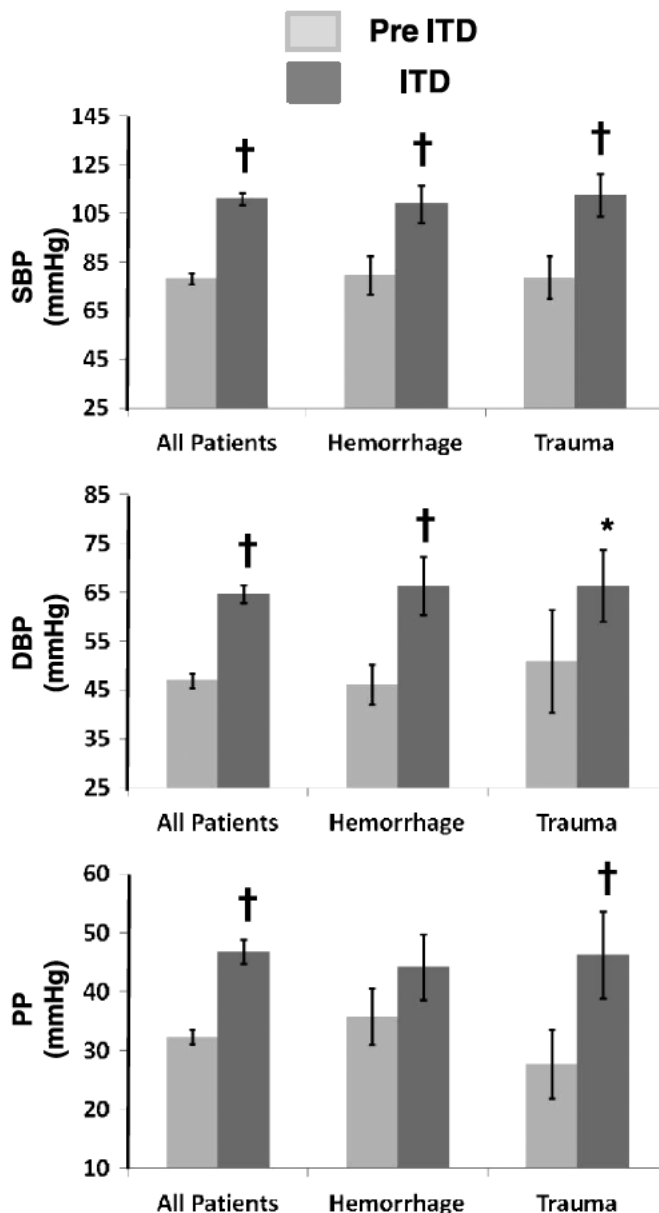 Pre ITD
ITD
SBP
(mmHg)
145
125
105
85
65
45
25
†
†
†
All Patients
Hemorrhage
Trauma
DBP
(mmHg)
85
75
65
55
45
35
25
†
†
*
All Patients
Hemorrhage
Trauma
PP
(mmHg)
60
50
40
30
20
10
†
†
All Patients
Hemorrhage
Trauma